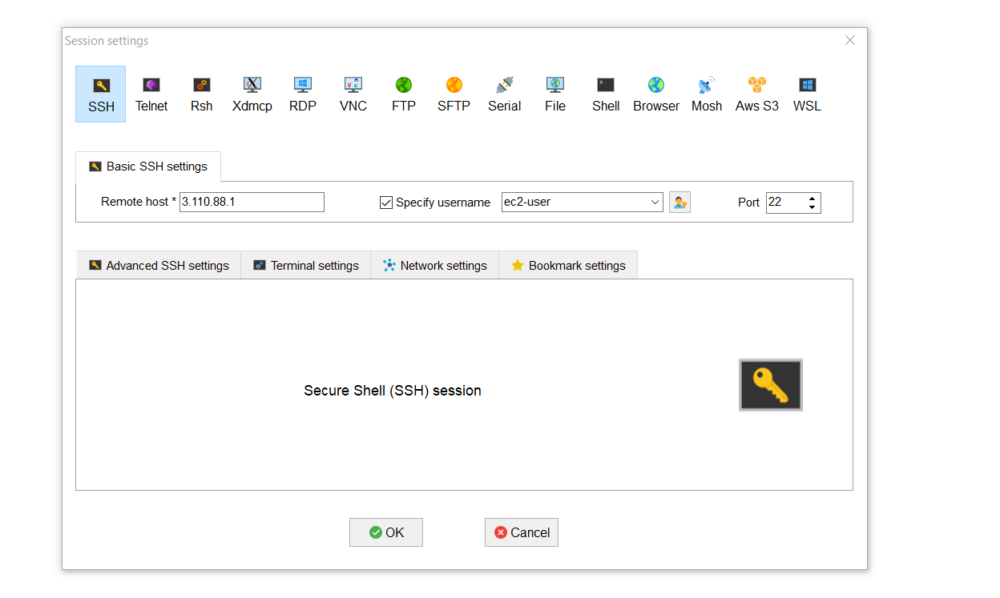 Session settings
SSH Telnet Rsh Xdmcp RDP VNC FTP SFTP Serial File Shell Browser Mosh Aws S3 WSL
Basic SSH settings
Remote host * 3.110.88.1 Specify username ec2-user Port 22
Advanced SSH settings Terminal settings Network settings Bookmark settings
Secure Shell (SSH) session
OK Cancel